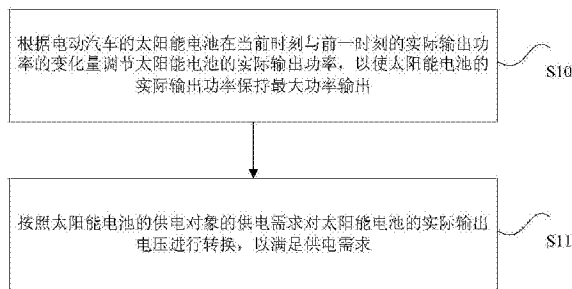 根据电动汽车的太阳能电池在当前时刻与前一时刻的实际输出功
率的变化量调节太阳能电池的实际输出功率，以使太阳能电池的
实际输出功率保持最大功率输出
S10
按照太阳能电池的供电对象的供电需求对太阳能电池的实际输出
电压进行转换，以满足供电需求
S11